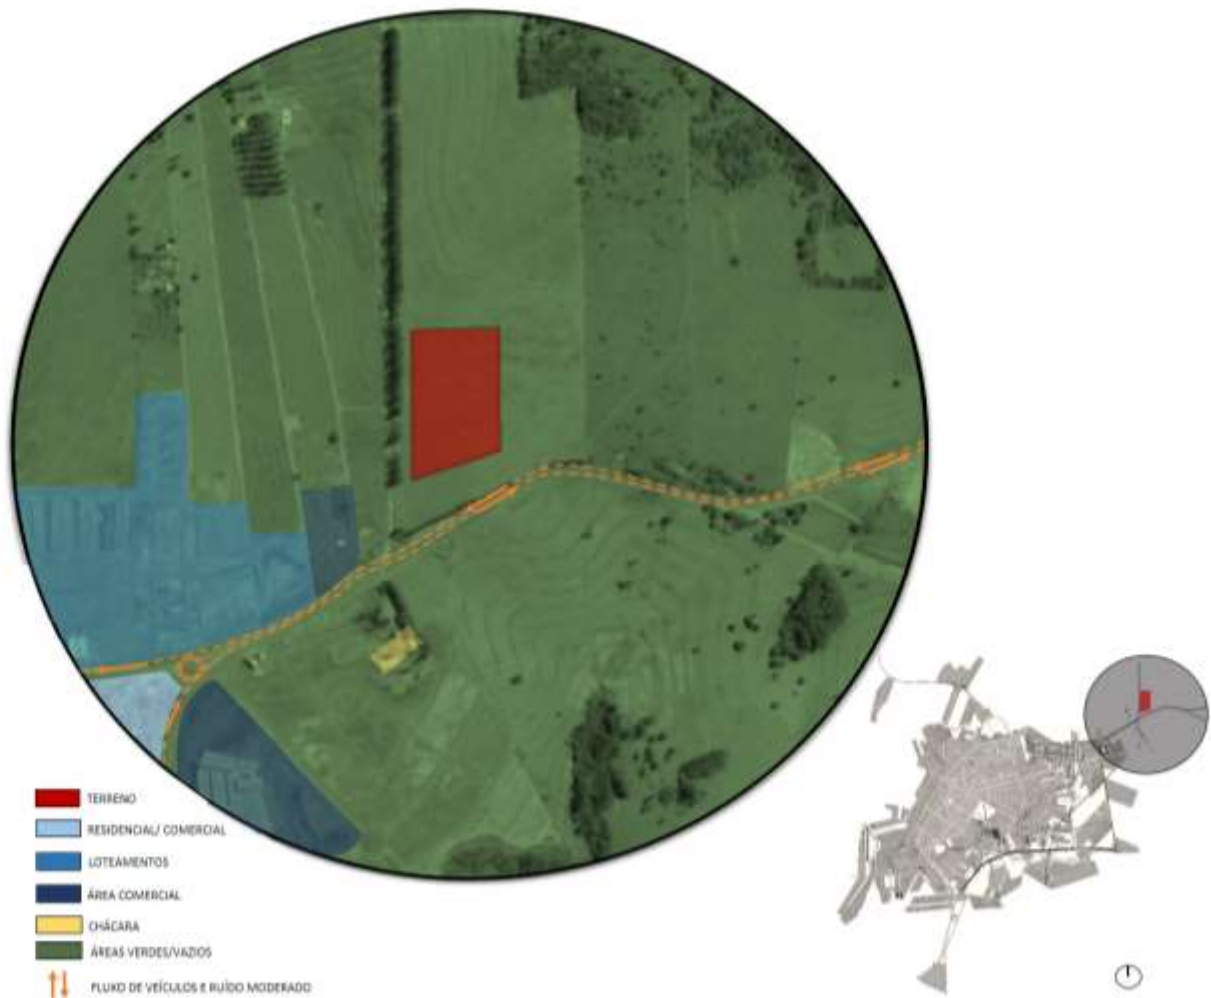 TERRENO
RESIDENCIAL/ COMERCIAL
LOTEAMENTOS
ÁREA COMERCIAL
CHÁCARA
ÁREAS VERDES/VAZIOS
FLUXO DE VEÍCULOS E RUÍDO MODERADO